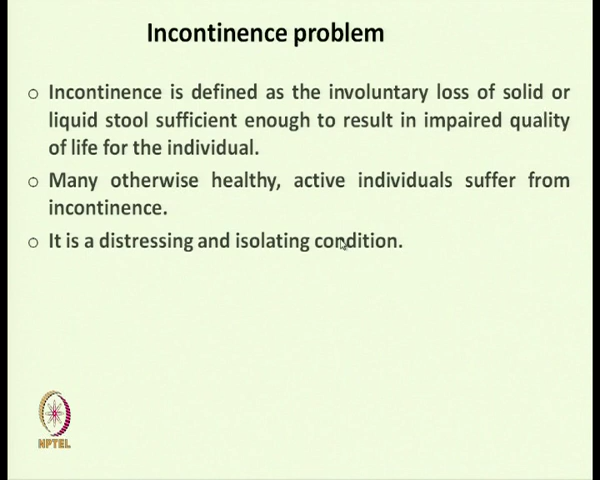 Incontinence problem
○ Incontinence is defined as the involuntary loss of solid or
liquid stool sufficient enough to result in impaired quality
of life for the individual.
○ Many otherwise healthy, active individuals suffer from
incontinence.
○ It is a distressing and isolating condition.
NPTEL